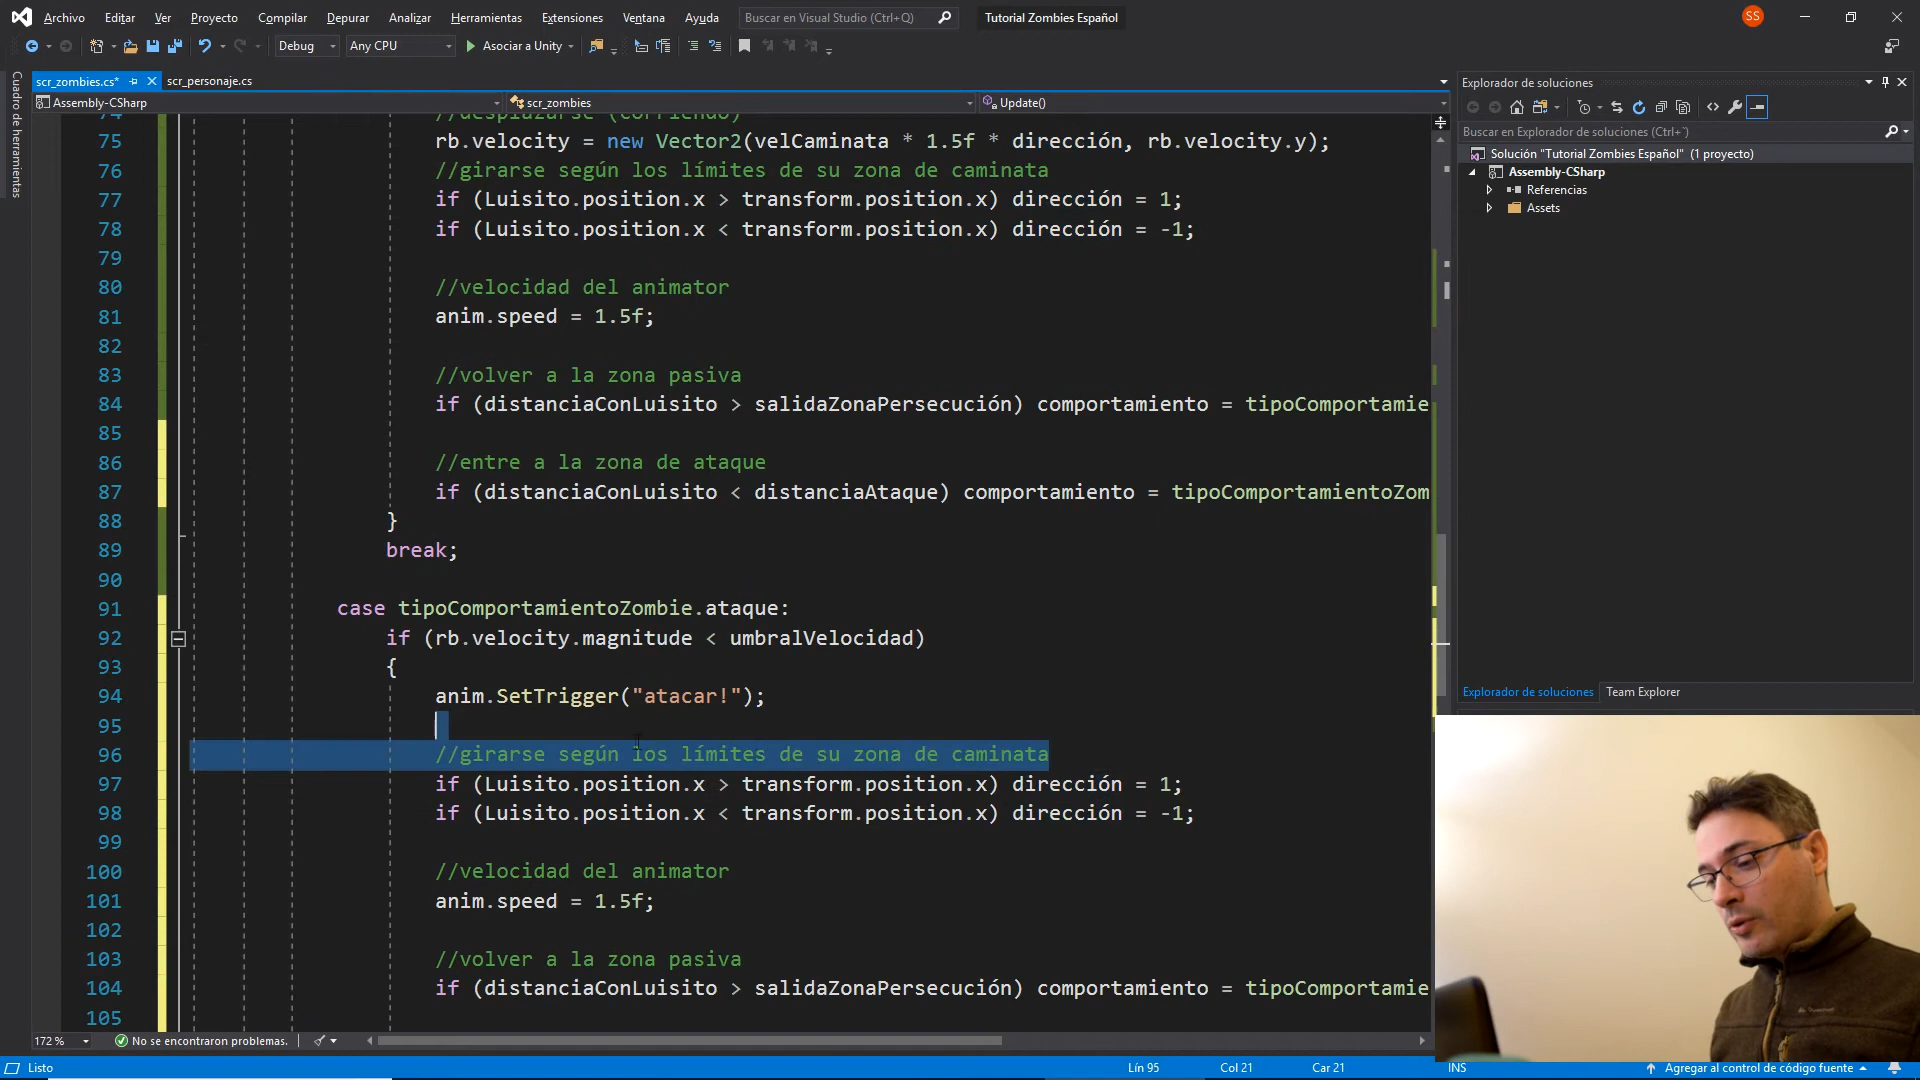 Archivo Editar Ver Proyecto Compilar Depurar Analizar Herramientas Extensiones Ventana Ayuda Buscar en Visual Studio (Ctrl+Q) Tutorial Zombies Español SS
Debug Any CPU Asociar a Unity
Cuadro de herramientas
scr_zombies.cs* scr_personaje.cs
Assembly-CSharp scr_zombies Update()
74 //desplazarse (corriendo)
75 rb.velocity = new Vector2(velCaminata * 1.5f * dirección, rb.velocity.y);
76 //girarse según los límites de su zona de caminata
77 if (Luisito.position.x > transform.position.x) dirección = 1;
78 if (Luisito.position.x < transform.position.x) dirección = -1;
79
80 //velocidad del animator
81 anim.speed = 1.5f;
82
83 //volver a la zona pasiva
84 if (distanciaConLuisito > salidaZonaPersecución) comportamiento = tipoComportamie
85
86 //entre a la zona de ataque
87 if (distanciaConLuisito < distanciaAtaque) comportamiento = tipoComportamientoZom
88 }
89 break;
90
91 case tipoComportamientoZombie.ataque:
92 if (rb.velocity.magnitude < umbralVelocidad)
93 {
94 anim.SetTrigger("atacar!");
95
96 //girarse según los límites de su zona de caminata
97 if (Luisito.position.x > transform.position.x) dirección = 1;
98 if (Luisito.position.x < transform.position.x) dirección = -1;
99
100 //velocidad del animator
101 anim.speed = 1.5f;
102
103 //volver a la zona pasiva
104 if (distanciaConLuisito > salidaZonaPersecución) comportamiento = tipoComportamie
105
172 % No se encontraron problemas.
Explorador de soluciones
Buscar en Explorador de soluciones (Ctrl+`)
Solución "Tutorial Zombies Español" (1 proyecto)
Assembly-CSharp
Referencias
Assets
Explorador de soluciones Team Explorer
Listo Lín 95 Col 21 Car 21 INS Agregar al control de código fuente